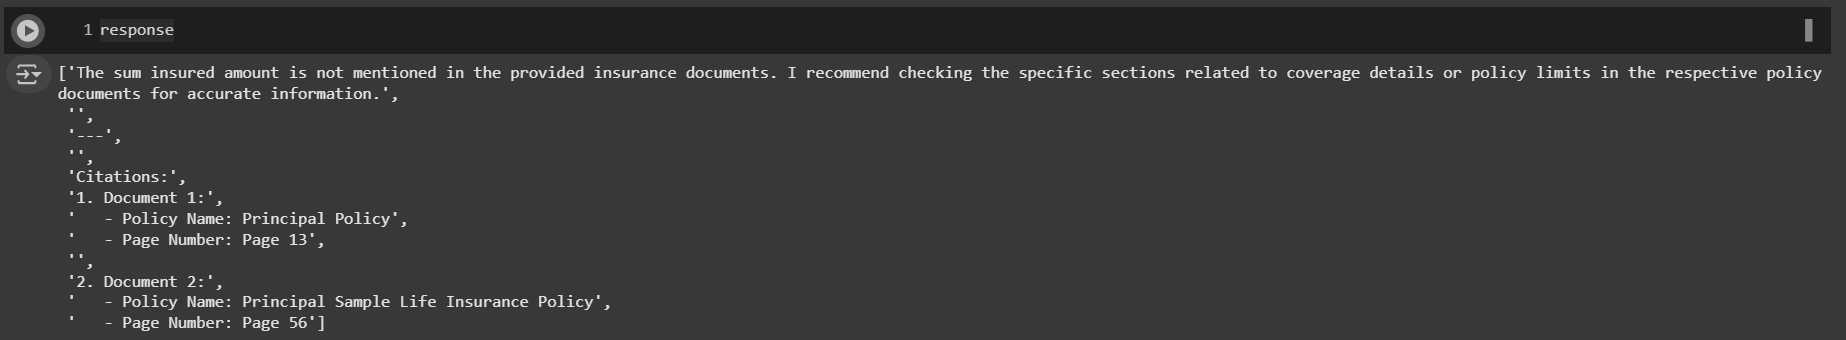 1 response
['The sum insured amount is not mentioned in the provided insurance documents. I recommend checking the specific sections related to coverage details or policy limits in the respective policy
documents for accurate information.',
'',
'---',
'',
'Citations:',
'1. Document 1:',
'   - Policy Name: Principal Policy',
'   - Page Number: Page 13',
'',
'2. Document 2:',
'   - Policy Name: Principal Sample Life Insurance Policy',
'   - Page Number: Page 56']